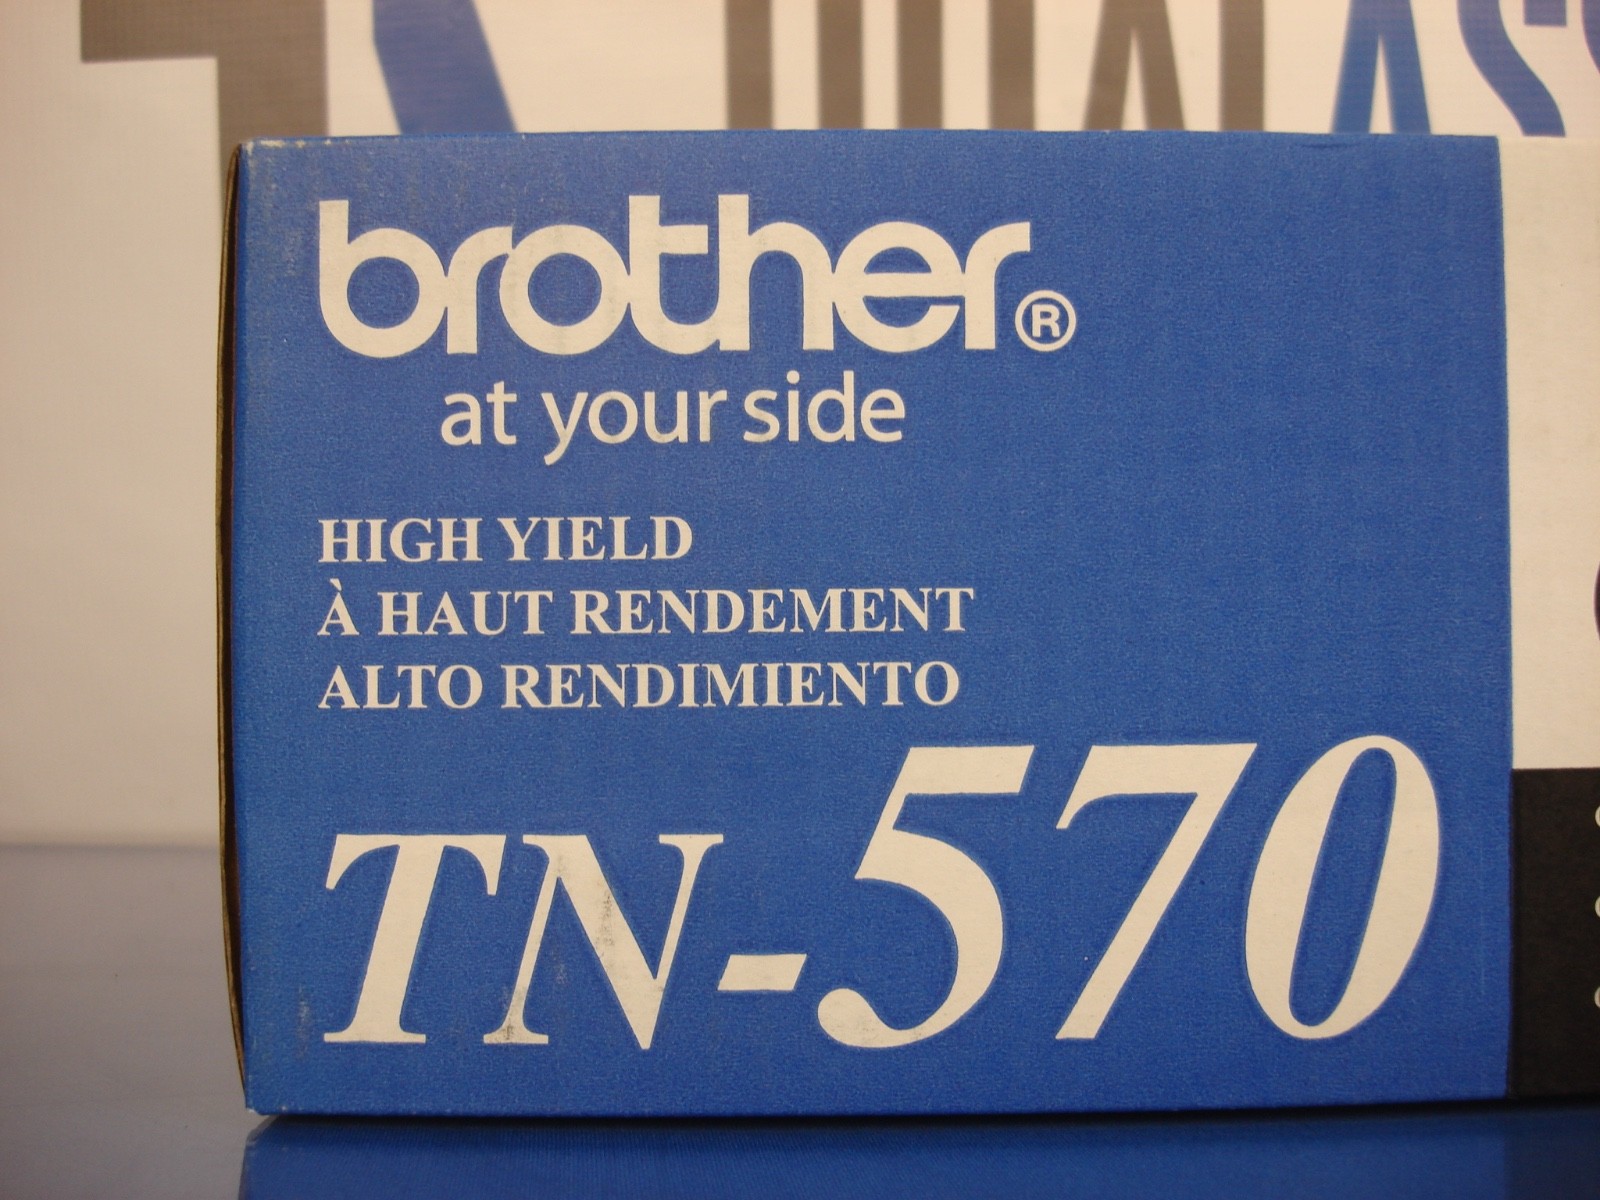 brother®
at your side
HIGH YIELD
À HAUT RENDEMENT
ALTO RENDIMIENTO
TN-570